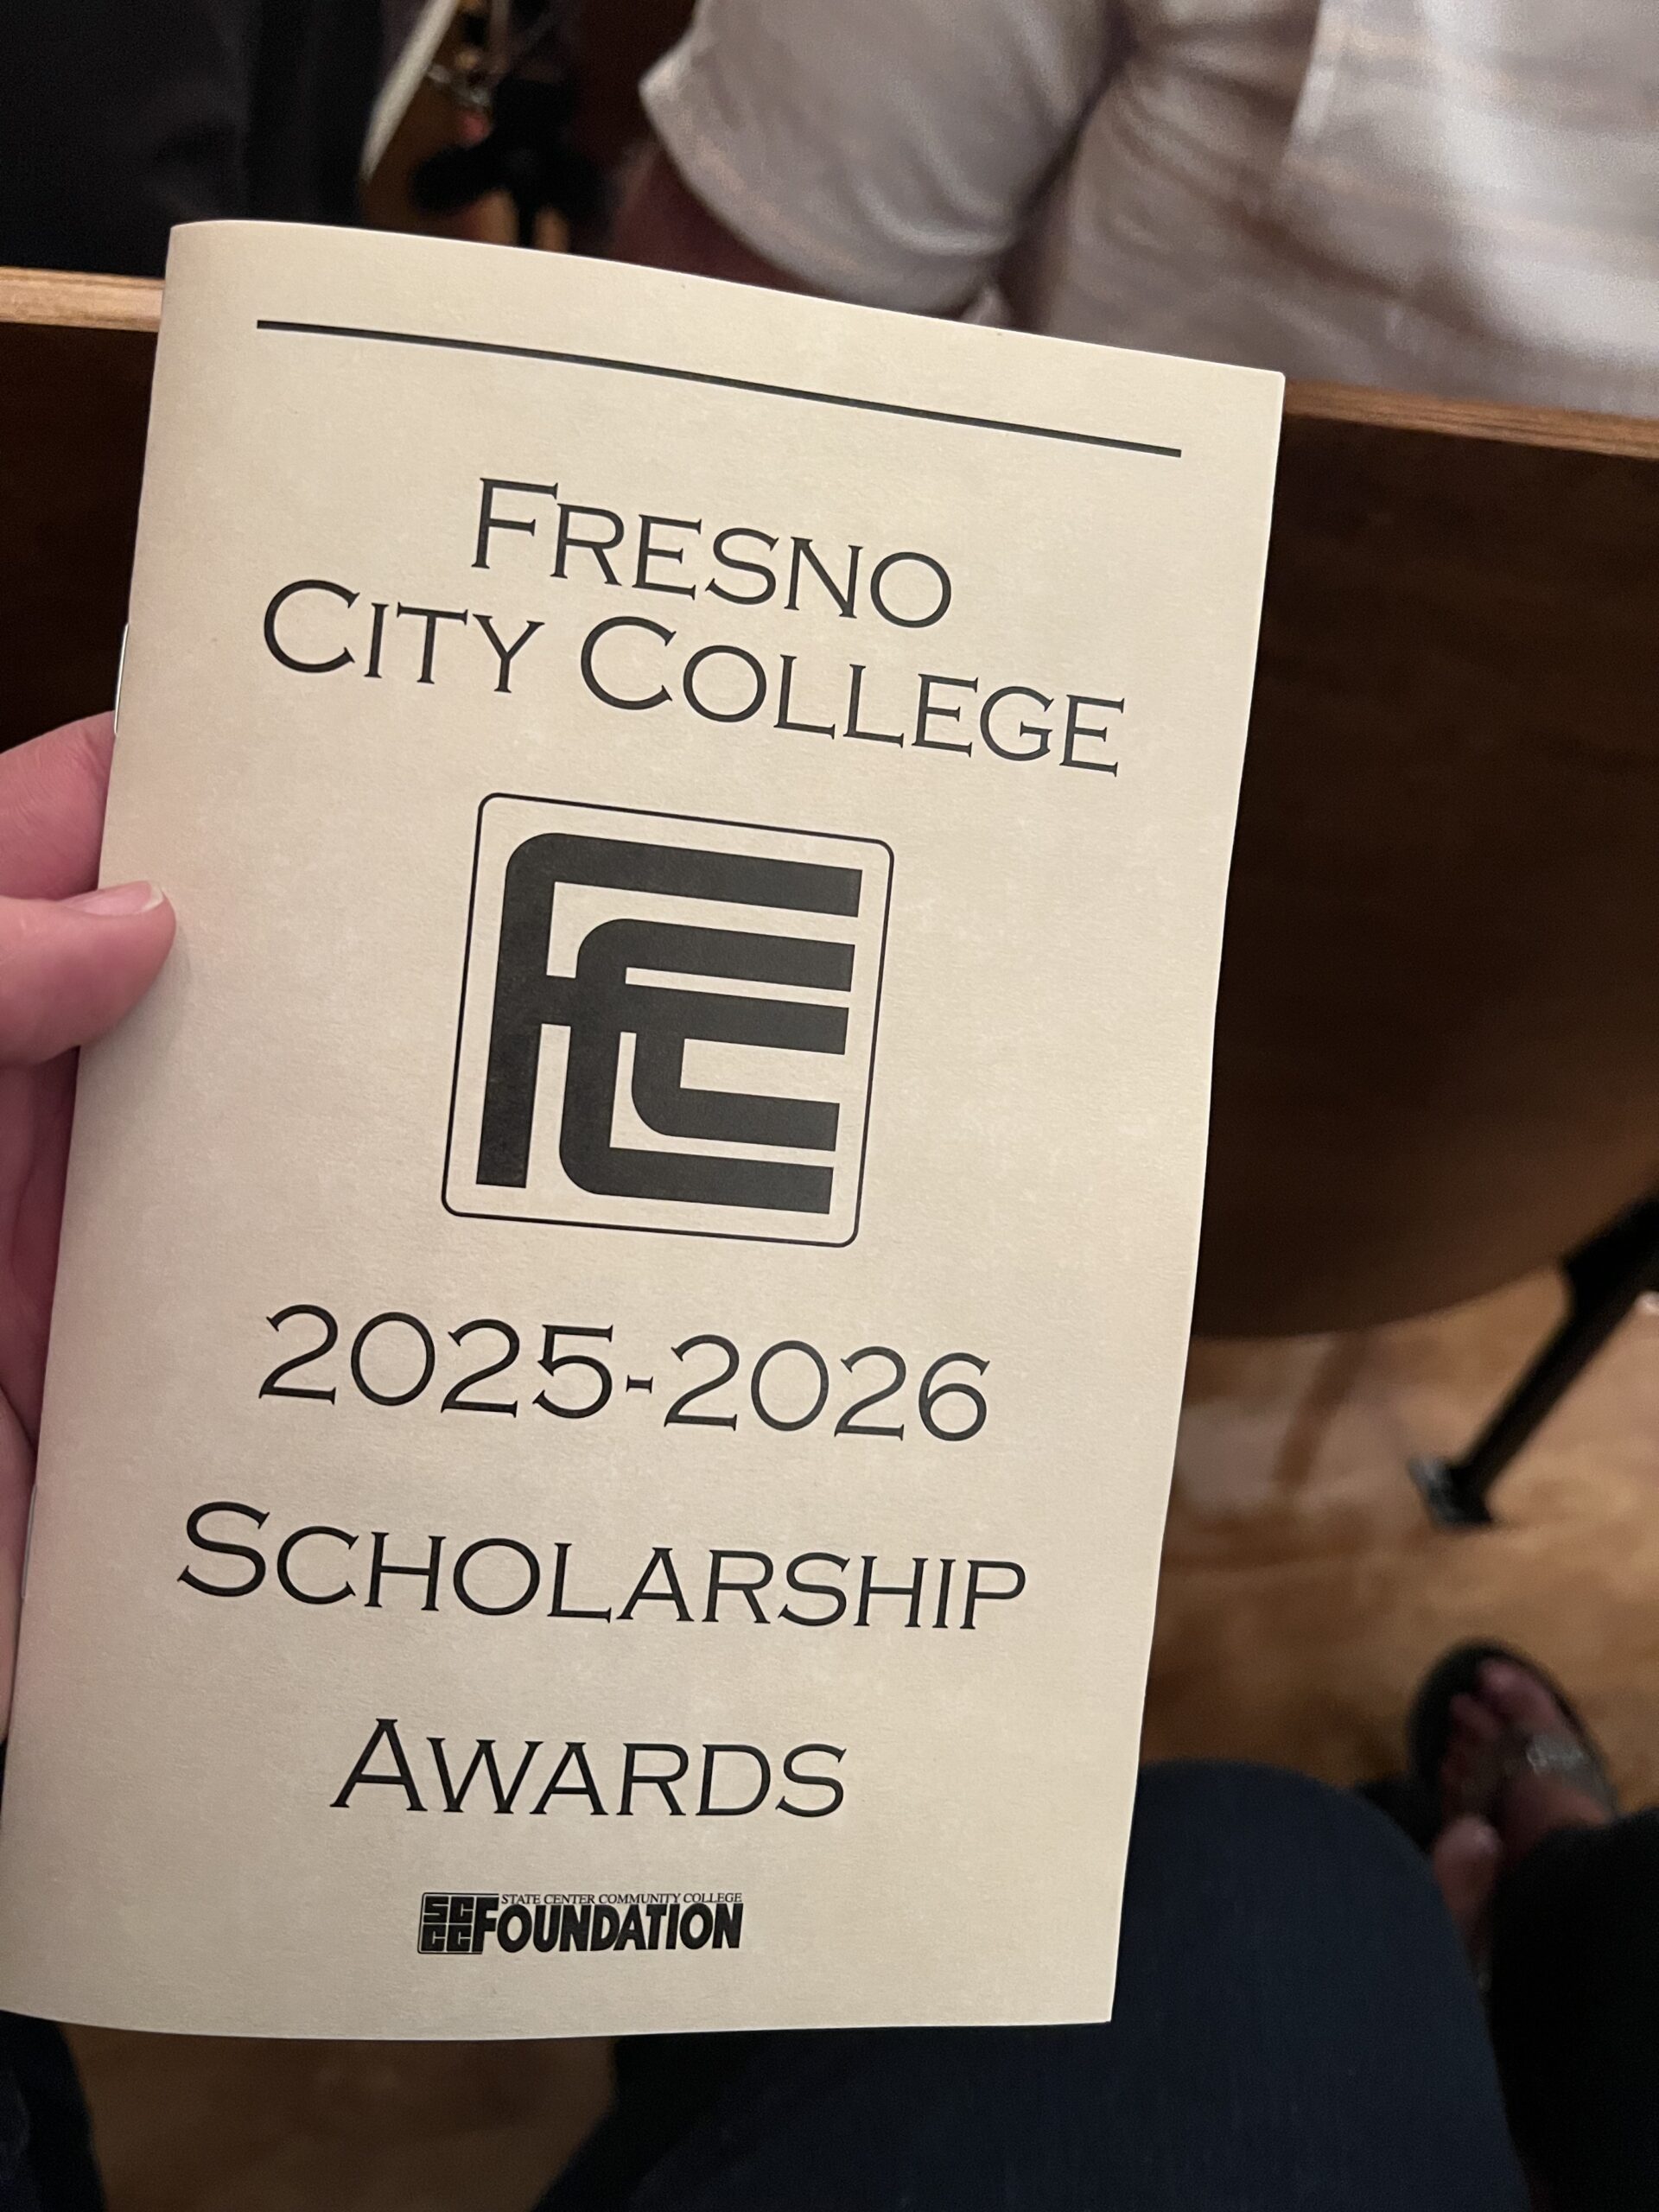 FRESNO
CITY COLLEGE
FCC
2025-2026
SCHOLARSHIP
AWARDS
SCCC STATE CENTER COMMUNITY COLLEGE
FOUNDATION